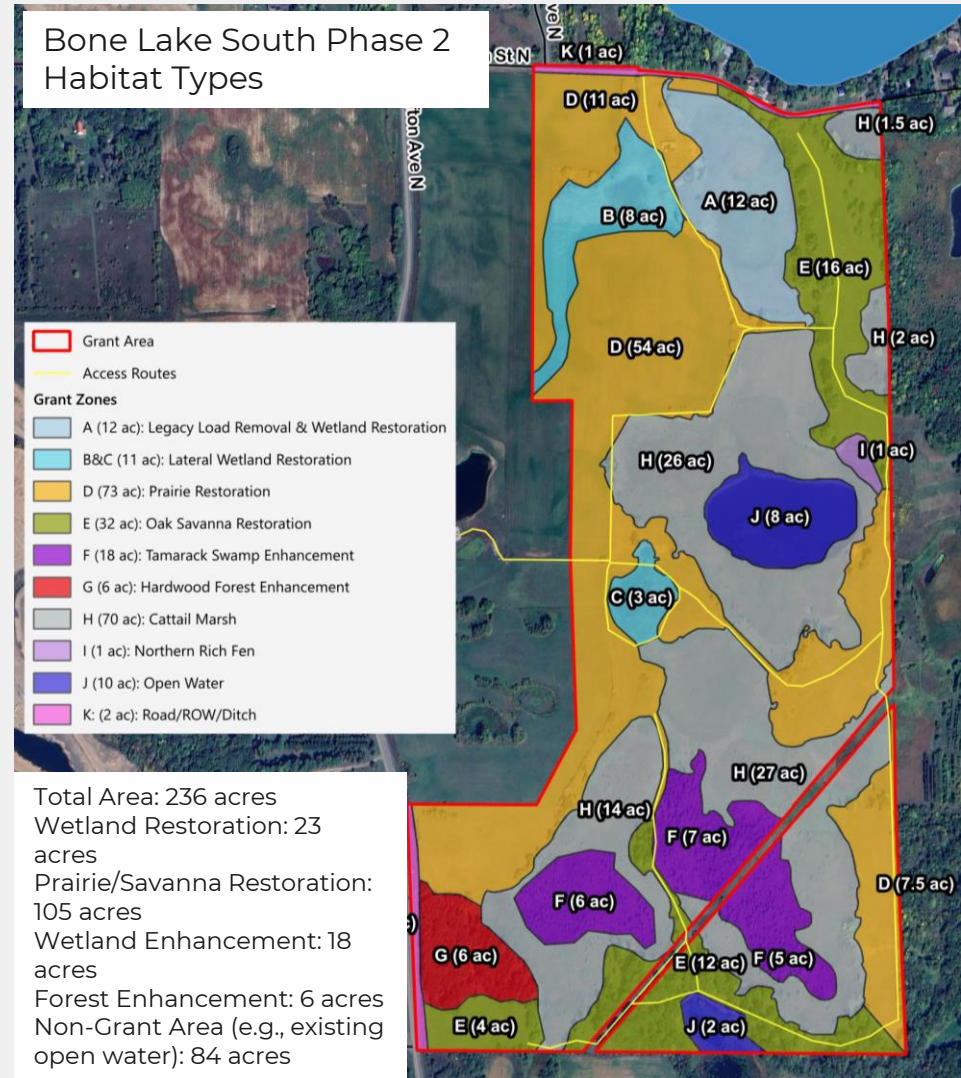 Bone Lake South Phase 2
Habitat Types
ve N
St N
K (1 ac)
D (11 ac)
H (1.5 ac)
ton Ave N
B (8 ac)
A (12 ac)
E (16 ac)
H (2 ac)
D (54 ac)
Grant Area
Access Routes
Grant Zones
A (12 ac): Legacy Load Removal & Wetland Restoration
B&C (11 ac): Lateral Wetland Restoration
D (73 ac): Prairie Restoration
E (32 ac): Oak Savanna Restoration
F (18 ac): Tamarack Swamp Enhancement
G (6 ac): Hardwood Forest Enhancement
H (70 ac): Cattail Marsh
I (1 ac): Northern Rich Fen
J (10 ac): Open Water
K: (2 ac): Road/ROW/Ditch
I (1 ac)
H (26 ac)
J (8 ac)
C (3 ac)
H (27 ac)
H (14 ac)
F (7 ac)
D (7.5 ac)
F (6 ac)
)
G (6 ac)
E (12 ac)
F (5 ac)
E (4 ac)
J (2 ac)
Total Area: 236 acres
Wetland Restoration: 23
acres
Prairie/Savanna Restoration:
105 acres
Wetland Enhancement: 18
acres
Forest Enhancement: 6 acres
Non-Grant Area (e.g., existing
open water): 84 acres